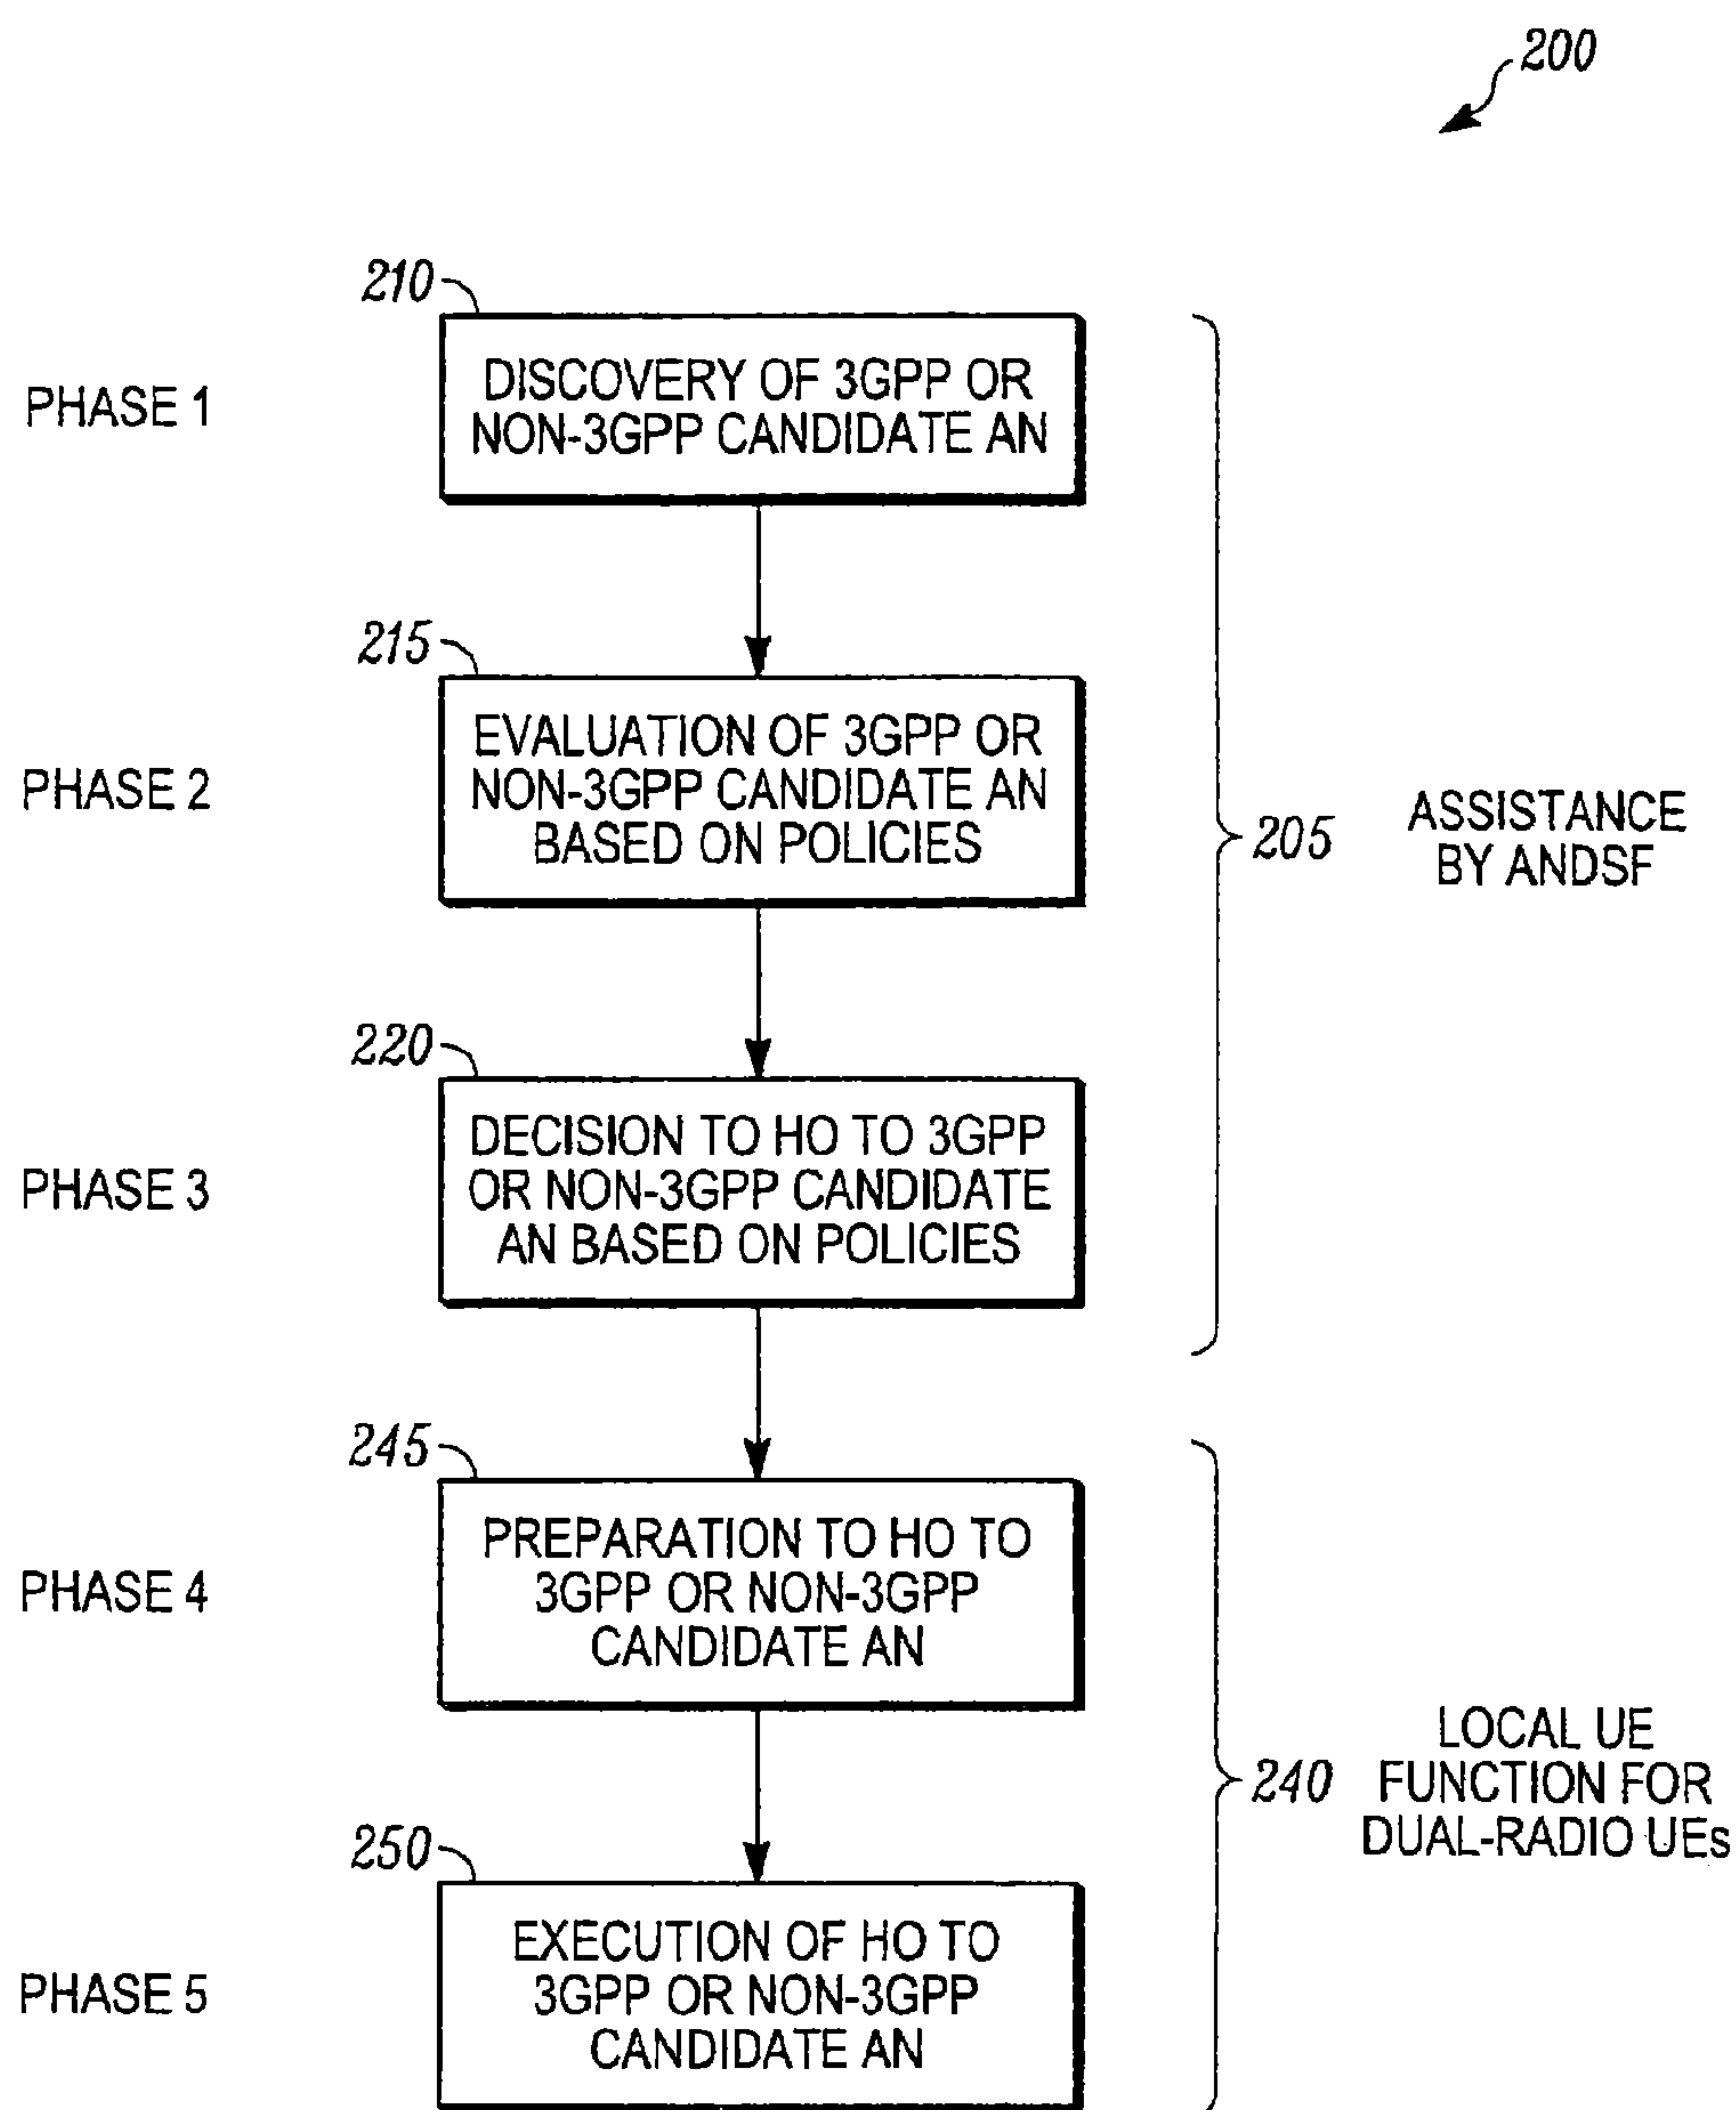 200
210
PHASE 1
DISCOVERY OF 3GPP OR
NON-3GPP CANDIDATE AN
215
PHASE 2
EVALUATION OF 3GPP OR
NON-3GPP CANDIDATE AN
BASED ON POLICIES
205
ASSISTANCE
BY ANDSF
220
PHASE 3
DECISION TO HO TO 3GPP
OR NON-3GPP CANDIDATE
AN BASED ON POLICIES
245
PHASE 4
PREPARATION TO HO TO
3GPP OR NON-3GPP
CANDIDATE AN
240
LOCAL UE
FUNCTION FOR
DUAL-RADIO UEs
250
PHASE 5
EXECUTION OF HO TO
3GPP OR NON-3GPP
CANDIDATE AN